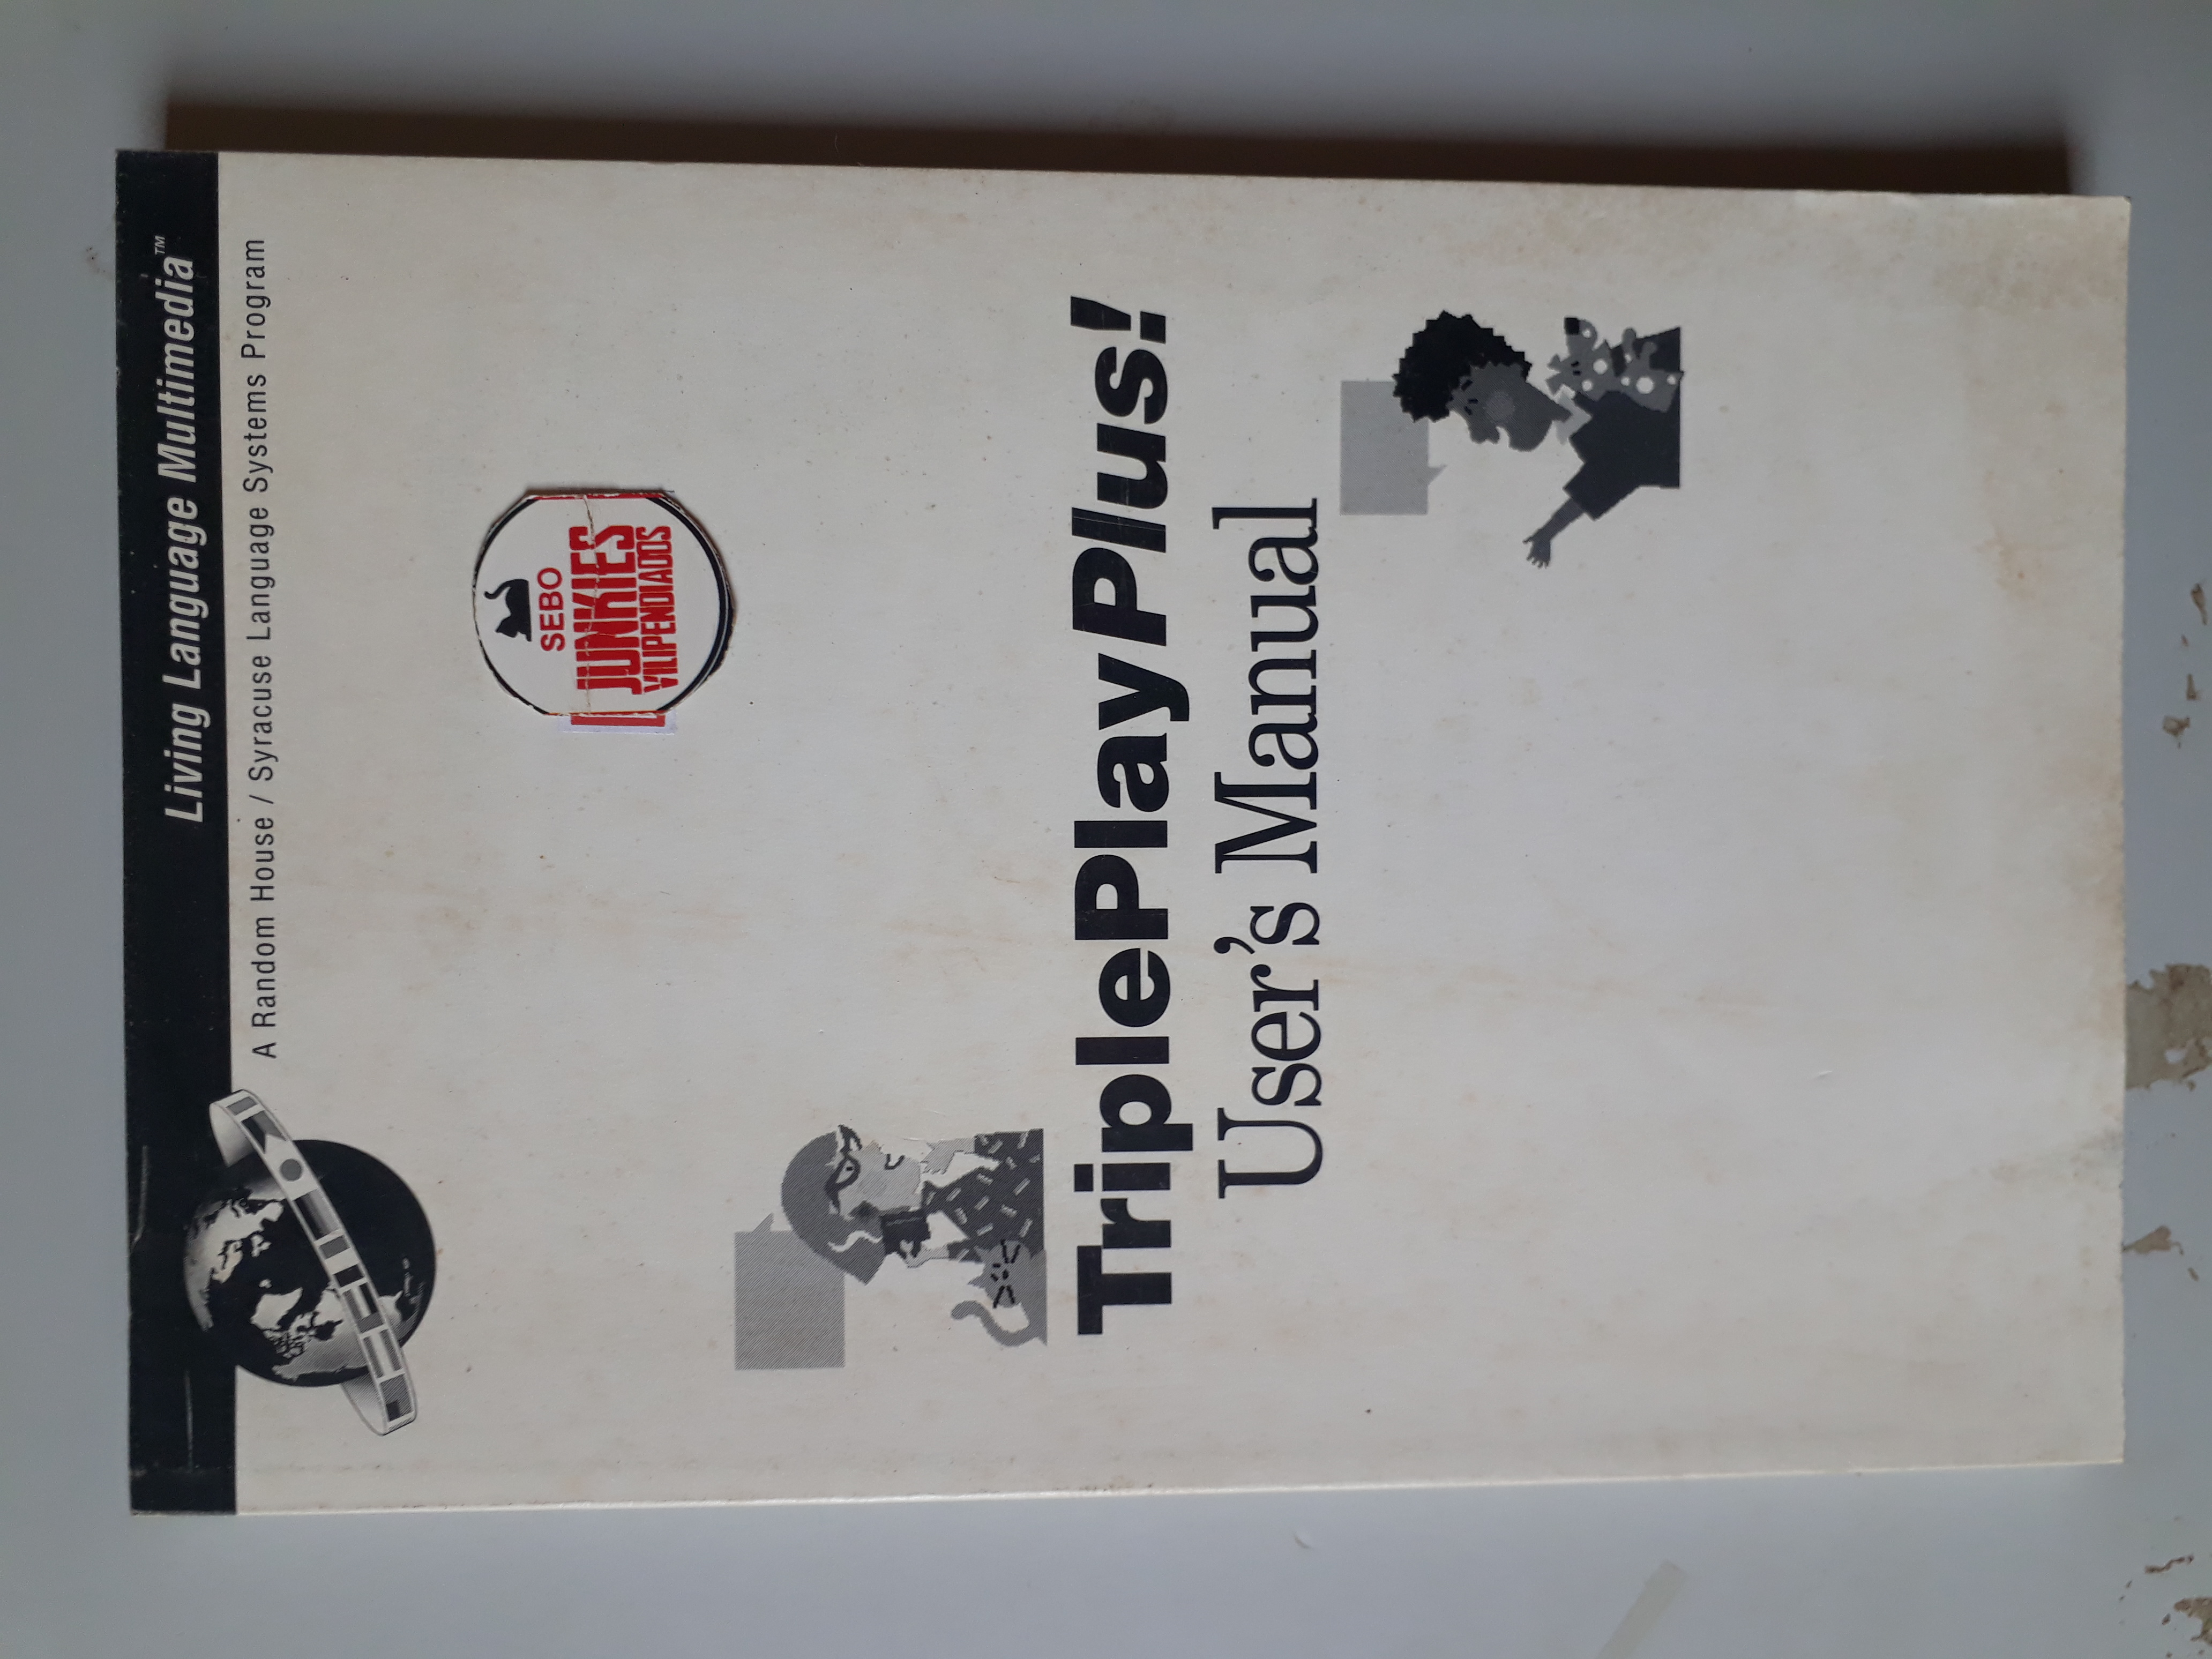 Living Language Multimedia™
A Random House / Syracuse Language Systems Program
SEBO
JUNKIES
VILIPENDIADOS
TriplePlayPlus!
User's Manual